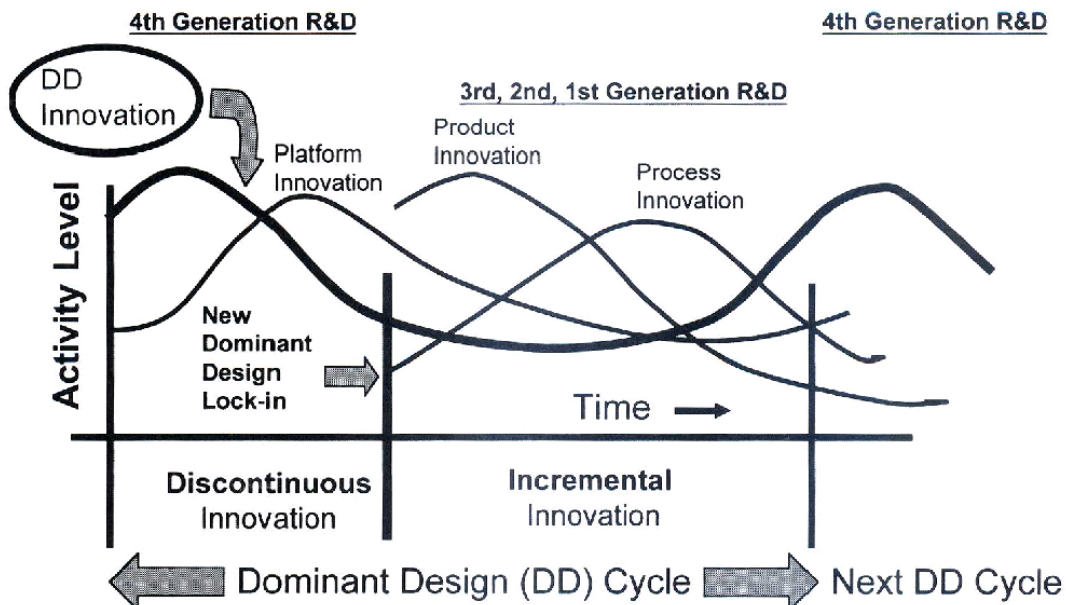 4th Generation R&D
4th Generation R&D
DD
Innovation
3rd, 2nd, 1st Generation R&D
Product
Innovation
Platform
Innovation
Process
Innovation
Activity Level
New
Dominant
Design
Lock-in
Time
Discontinuous
Innovation
Incremental
Innovation
Dominant Design (DD) Cycle
Next DD Cycle